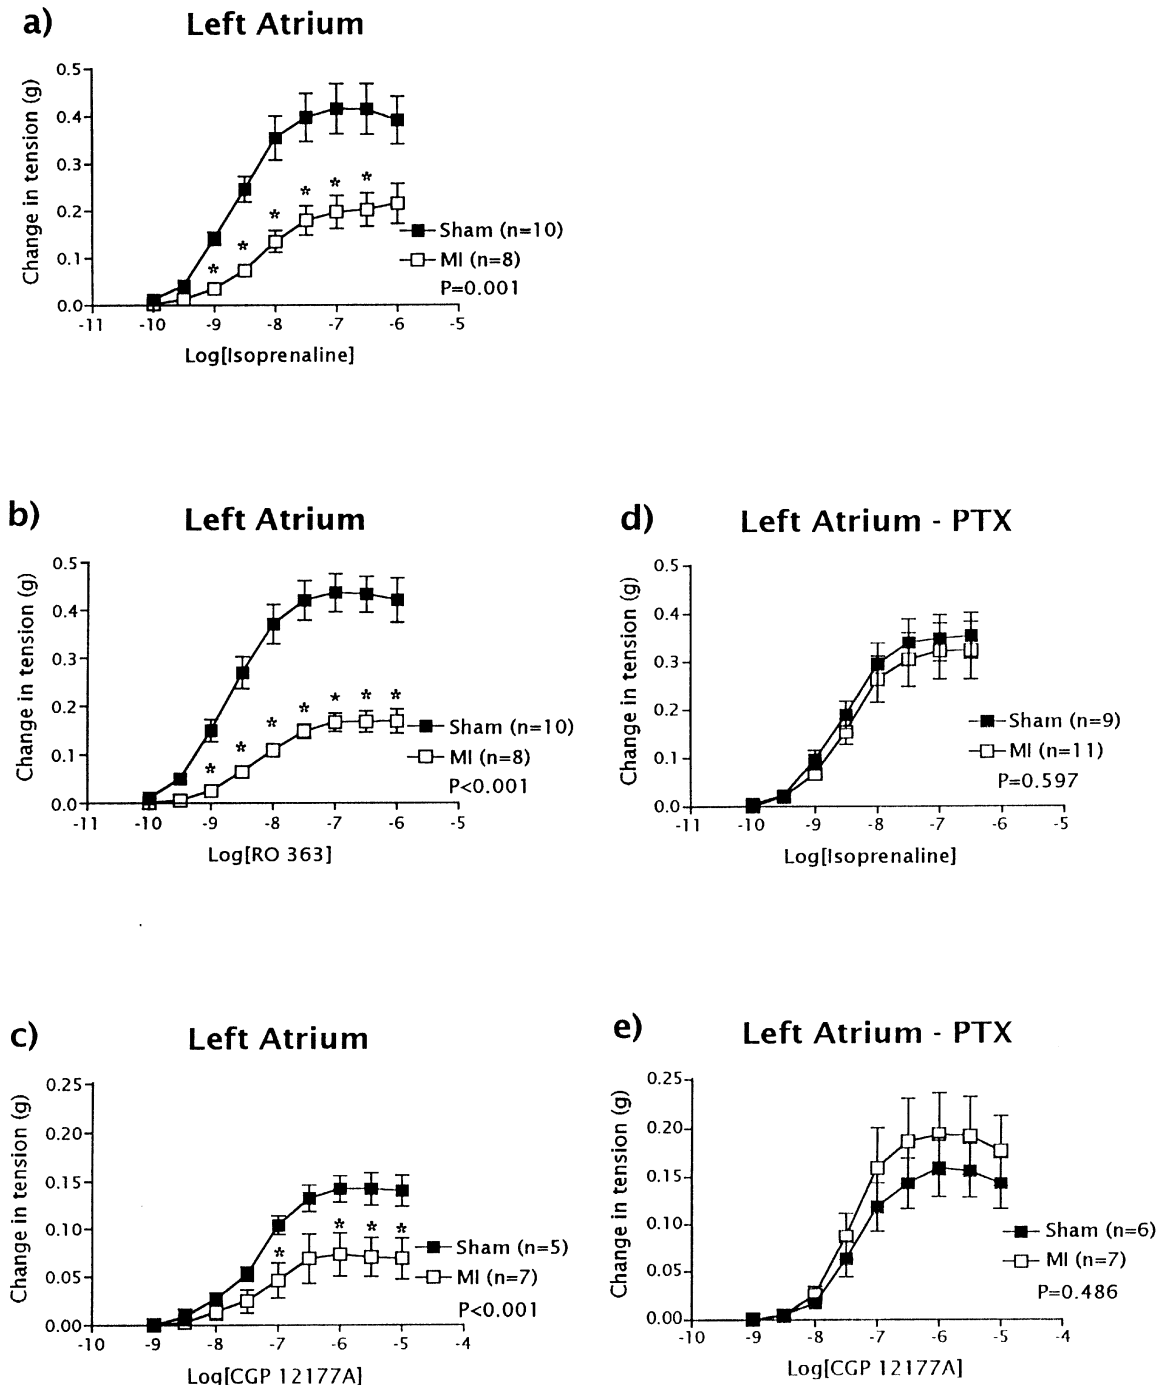 a)
Left Atrium
Change in tension (g)
0.5
0.4
0.3
0.2
0.1
0.0
* * * * * * *
Sham (n=10)
MI (n=8)
P=0.001
-11 -10 -9 -8 -7 -6 -5
Log[Isoprenaline]
b)
Left Atrium
Change in tension (g)
0.5
0.4
0.3
0.2
0.1
0.0
* * * * * * *
Sham (n=10)
MI (n=8)
P<0.001
-11 -10 -9 -8 -7 -6 -5
Log[RO 363]
d)
Left Atrium - PTX
Change in tension (g)
0.5
0.4
0.3
0.2
0.1
0.0
Sham (n=9)
MI (n=11)
P=0.597
-11 -10 -9 -8 -7 -6 -5
Log[Isoprenaline]
c)
Left Atrium
Change in tension (g)
0.25
0.20
0.15
0.10
0.05
0.00
* * * *
Sham (n=5)
MI (n=7)
P<0.001
-10 -9 -8 -7 -6 -5 -4
Log[CGP 12177A]
e)
Left Atrium - PTX
Change in tension (g)
0.25
0.20
0.15
0.10
0.05
0.00
Sham (n=6)
MI (n=7)
P=0.486
-10 -9 -8 -7 -6 -5 -4
Log[CGP 12177A]